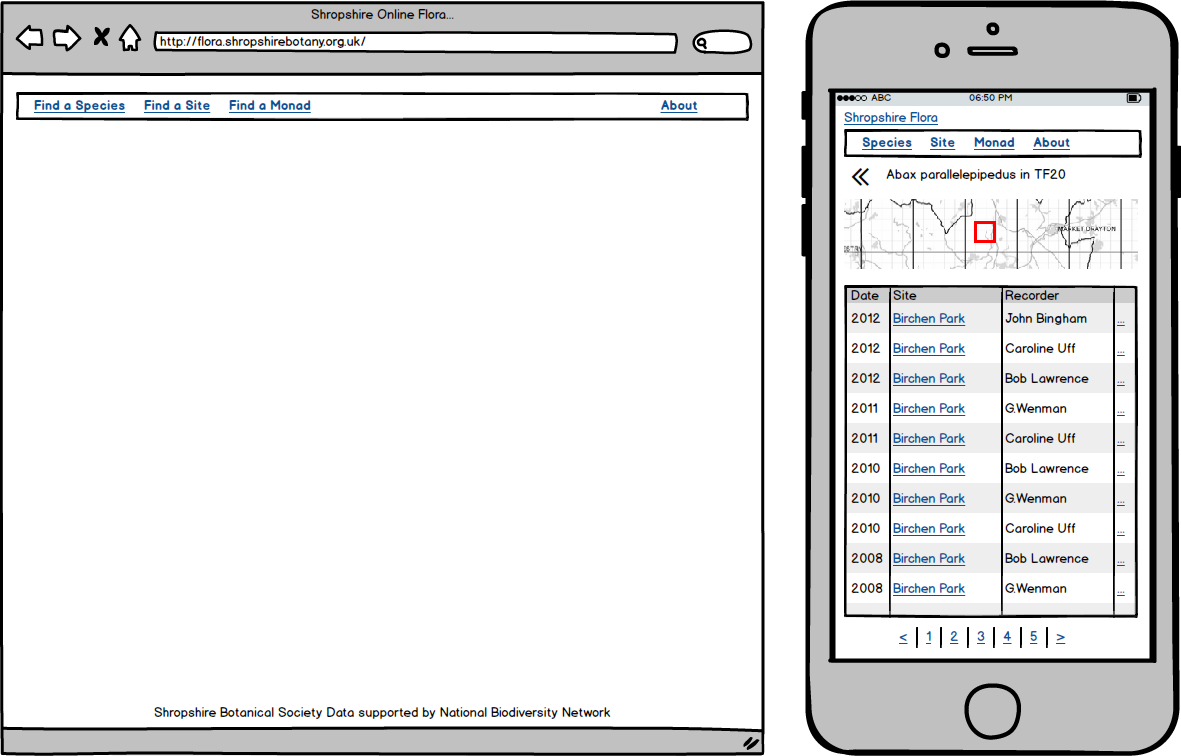 Shropshire Online Flora...
http://flora.shropshirebotany.org.uk/
Find a Species Find a Site Find a Monad About
Shropshire Botanical Society Data supported by National Biodiversity Network
ABC 06:50 PM
Shropshire Flora
Species Site Monad About
Abax parallelepipedus in TF20
MARKET DRAYTON
Date Site Recorder
2012 Birchen Park John Bingham ...
2012 Birchen Park Caroline Uff ...
2012 Birchen Park Bob Lawrence ...
2011 Birchen Park G.Wenman ...
2011 Birchen Park Caroline Uff ...
2010 Birchen Park Bob Lawrence ...
2010 Birchen Park G.Wenman ...
2010 Birchen Park Caroline Uff ...
2008 Birchen Park Bob Lawrence ...
2008 Birchen Park G.Wenman ...
< 1 2 3 4 5 >